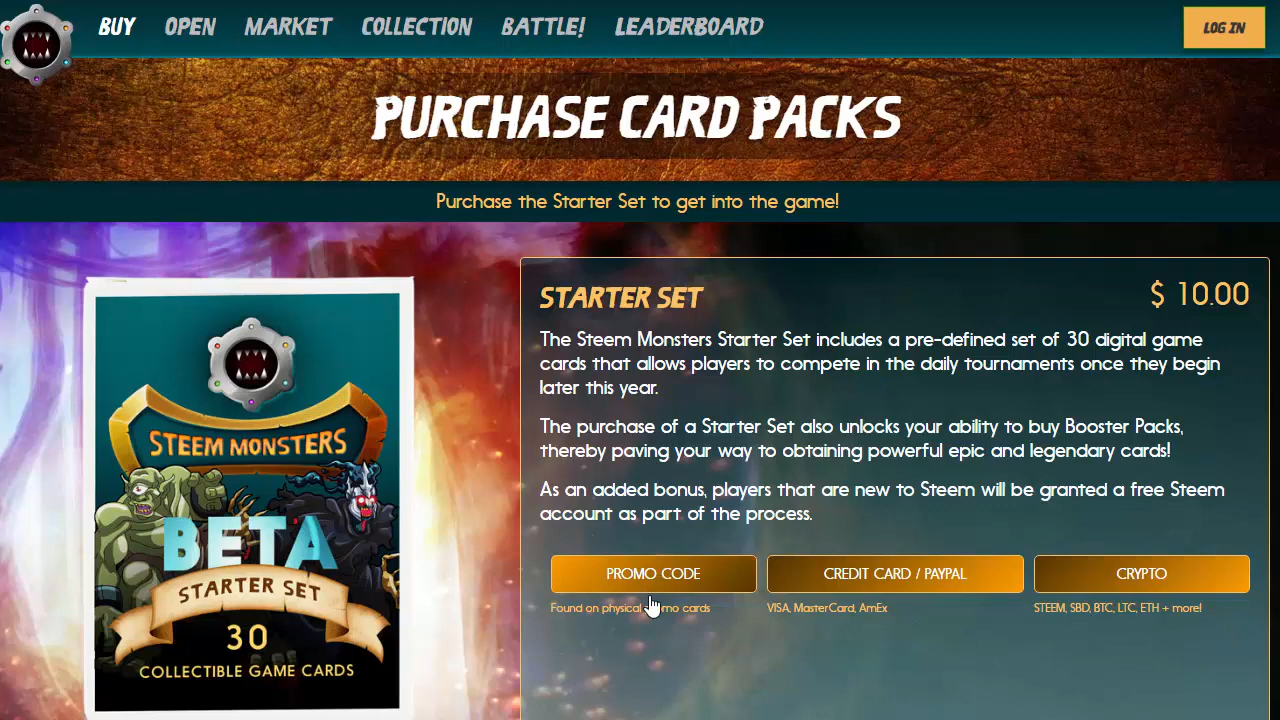 BUY OPEN MARKET COLLECTION BATTLE! LEADERBOARD LOG IN
PURCHASE CARD PACKS
Purchase the Starter Set to get into the game!
STEEM MONSTERS
BETA
STARTER SET
30
COLLECTIBLE GAME CARDS
STARTER SET $ 10.00
The Steem Monsters Starter Set includes a pre-defined set of 30 digital game
cards that allows players to compete in the daily tournaments once they begin
later this year.
The purchase of a Starter Set also unlocks your ability to buy Booster Packs,
thereby paving your way to obtaining powerful epic and legendary cards!
As an added bonus, players that are new to Steem will be granted a free Steem
account as part of the process.
PROMO CODE CREDIT CARD / PAYPAL CRYPTO
Found on physical cards VISA, MasterCard, AmEx STEEM, SBD, BTC, LTC, ETH + more!